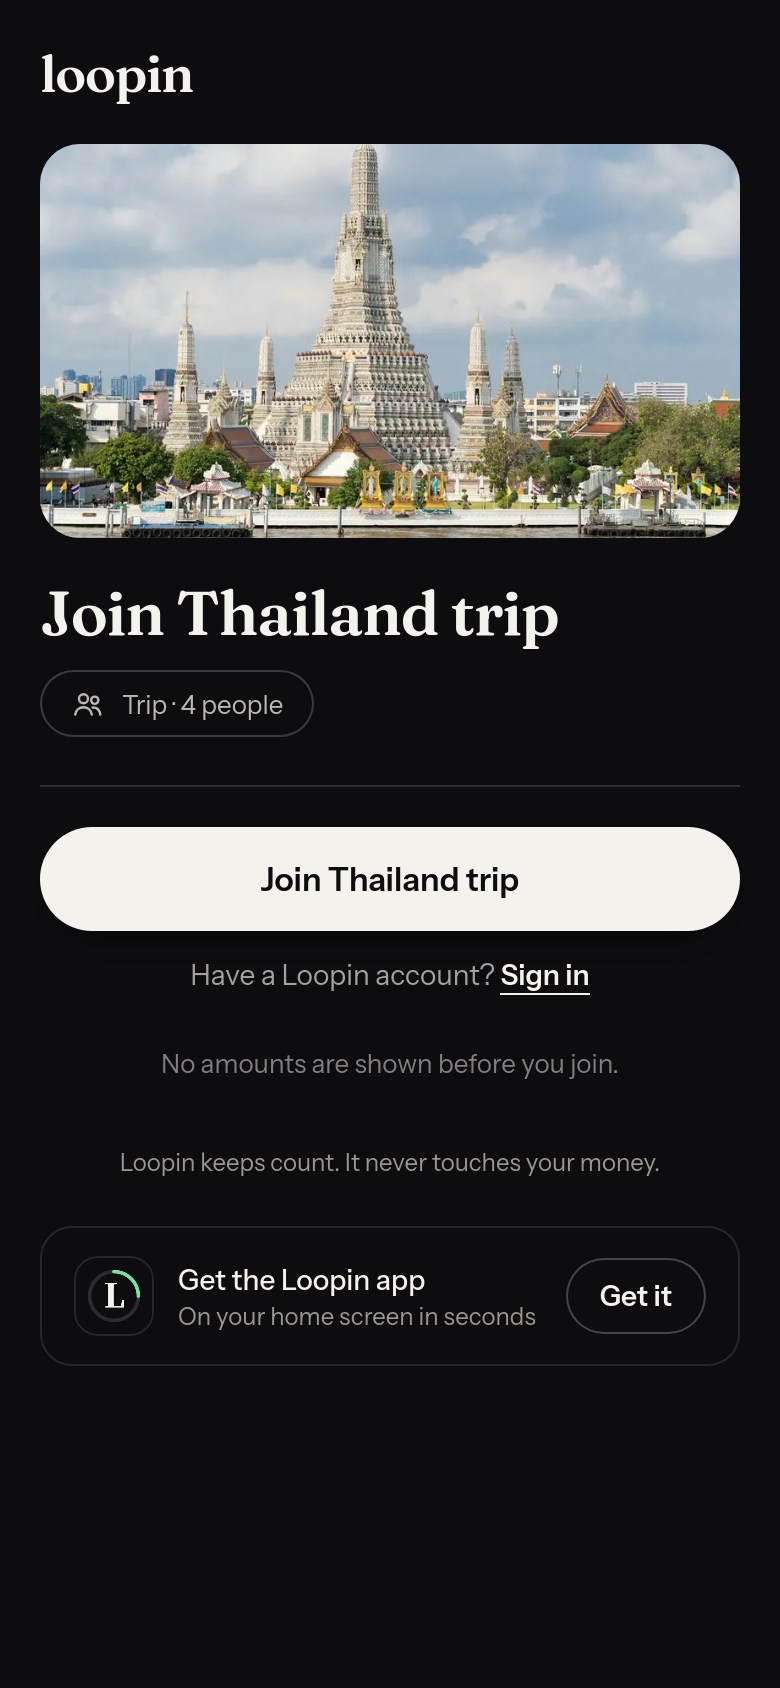 loopin
Join Thailand trip
Trip · 4 people
Join Thailand trip
Have a Loopin account? Sign in
No amounts are shown before you join.
Loopin keeps count. It never touches your money.
L
Get the Loopin app
On your home screen in seconds
Get it